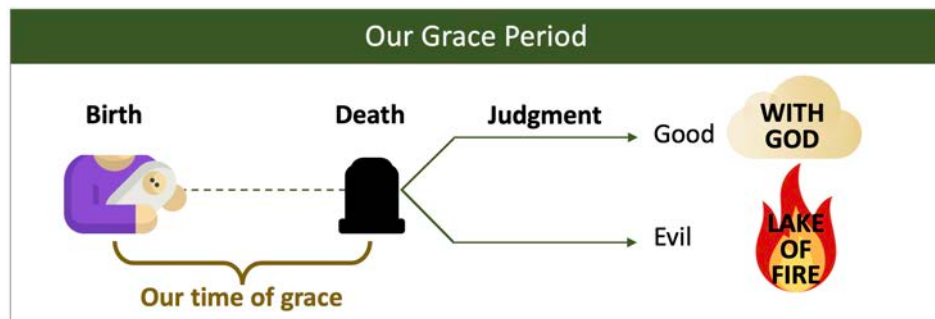 Our Grace Period
Birth
Death
Judgment
Good
WITH
GOD
Evil
LAKE
OF
FIRE
Our time of grace